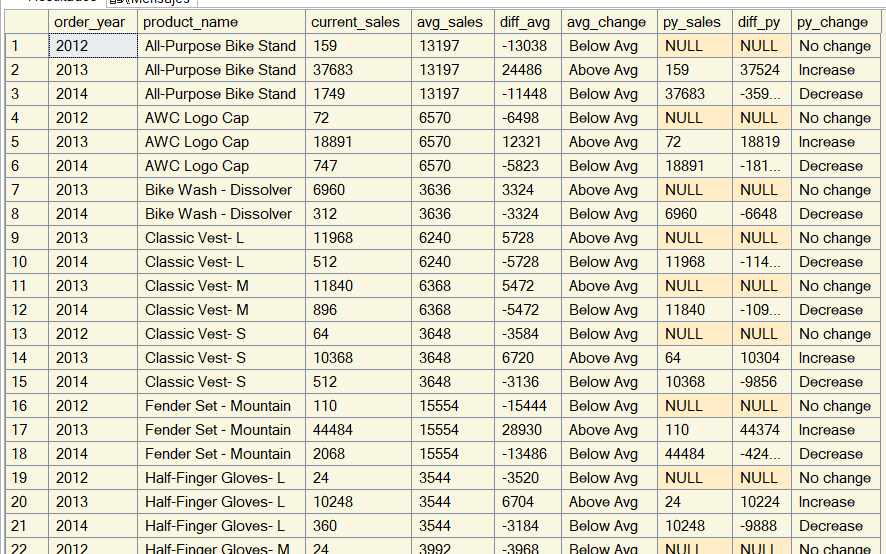 Resultados Mensajes
order_year product_name current_sales avg_sales diff_avg avg_change py_sales diff_py py_change
1 2012 All-Purpose Bike Stand 159 13197 -13038 Below Avg NULL NULL No change
2 2013 All-Purpose Bike Stand 37683 13197 24486 Above Avg 159 37524 Increase
3 2014 All-Purpose Bike Stand 1749 13197 -11448 Below Avg 37683 -359... Decrease
4 2012 AWC Logo Cap 72 6570 -6498 Below Avg NULL NULL No change
5 2013 AWC Logo Cap 18891 6570 12321 Above Avg 72 18819 Increase
6 2014 AWC Logo Cap 747 6570 -5823 Below Avg 18891 -181... Decrease
7 2013 Bike Wash - Dissolver 6960 3636 3324 Above Avg NULL NULL No change
8 2014 Bike Wash - Dissolver 312 3636 -3324 Below Avg 6960 -6648 Decrease
9 2013 Classic Vest- L 11968 6240 5728 Above Avg NULL NULL No change
10 2014 Classic Vest- L 512 6240 -5728 Below Avg 11968 -114... Decrease
11 2013 Classic Vest- M 11840 6368 5472 Above Avg NULL NULL No change
12 2014 Classic Vest- M 896 6368 -5472 Below Avg 11840 -109... Decrease
13 2012 Classic Vest- S 64 3648 -3584 Below Avg NULL NULL No change
14 2013 Classic Vest- S 10368 3648 6720 Above Avg 64 10304 Increase
15 2014 Classic Vest- S 512 3648 -3136 Below Avg 10368 -9856 Decrease
16 2012 Fender Set - Mountain 110 15554 -15444 Below Avg NULL NULL No change
17 2013 Fender Set - Mountain 44484 15554 28930 Above Avg 110 44374 Increase
18 2014 Fender Set - Mountain 2068 15554 -13486 Below Avg 44484 -424... Decrease
19 2012 Half-Finger Gloves- L 24 3544 -3520 Below Avg NULL NULL No change
20 2013 Half-Finger Gloves- L 10248 3544 6704 Above Avg 24 10224 Increase
21 2014 Half-Finger Gloves- L 360 3544 -3184 Below Avg 10248 -9888 Decrease
22 2012 Half-Finger Gloves- M 24 3992 -3968 Below Avg NULL NULL No change